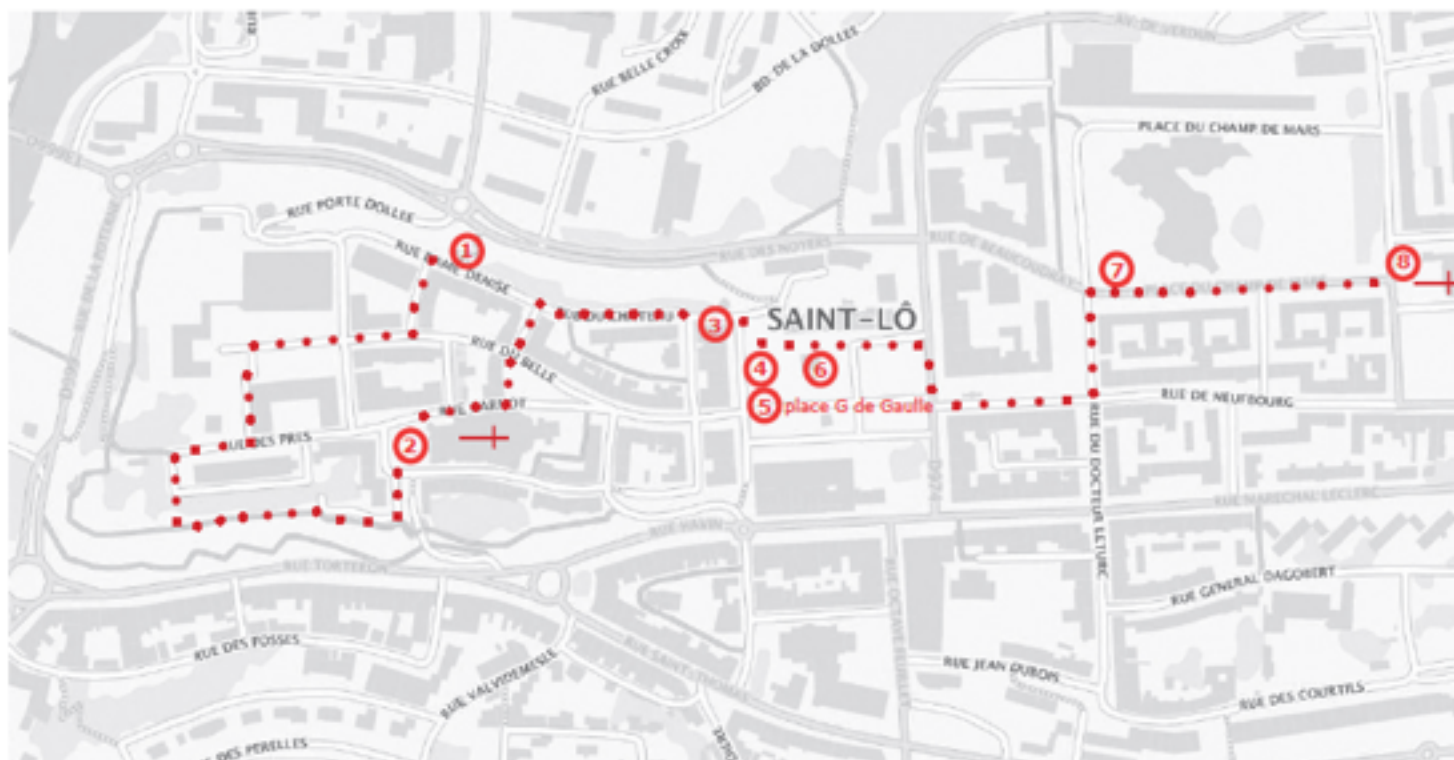 AV. DE VERDUN
RUE BELLE CROIX
BD. DE LA DOLLEE
PLACE DU CHAMP DE MARS
RUE PORTE DOLLEE
RUE DES NOYERS
RUE DE BEAUCOUDRAY
1
7
8
RUE DU CHATEAU
3
SAINT-LÔ
4
6
RUE DU BELLE
5
place G de Gaulle
RUE DE NEUFBOURG
RUE CARNOT
2
RUE DES PRES
D974
RUE MARECHAL LECLERC
RUE HAVIN
RUE DU DOCTEUR LETURC
RUE TORTERON
RUE GENERAL DAGOBERT
RUE DES FOSSES
RUE VALVIDEMESLE
RUE SAINT-THOMAS
RUE JEAN DUBOIS
RUE DES COURTILS
DES PERELLES